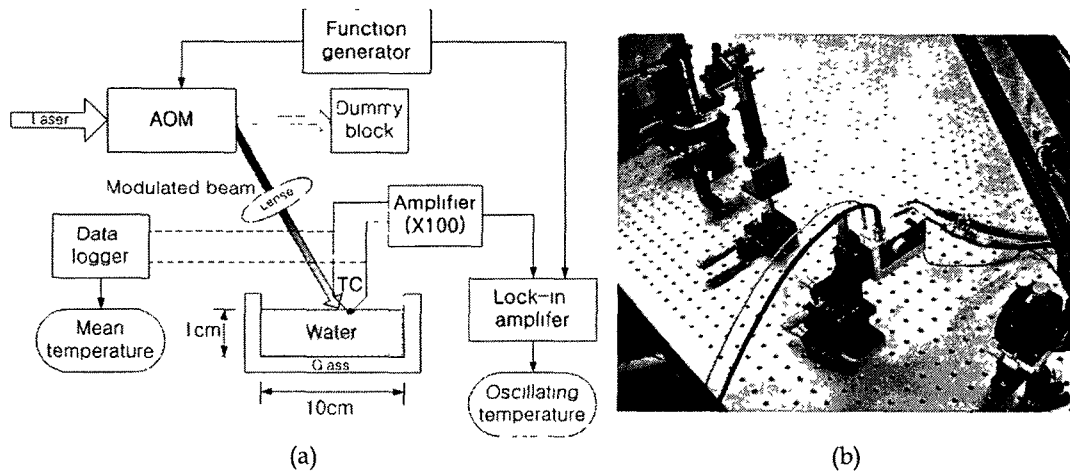 Function
generator
Laser
AOM
Dummy
block
Modulated beam
Lense
Amplifier
(X100)
Data
logger
TC
Lock-in
amplifer
Mean
temperature
1cm
Water
Glass
10cm
Oscillating
temperature
(a)
(b)